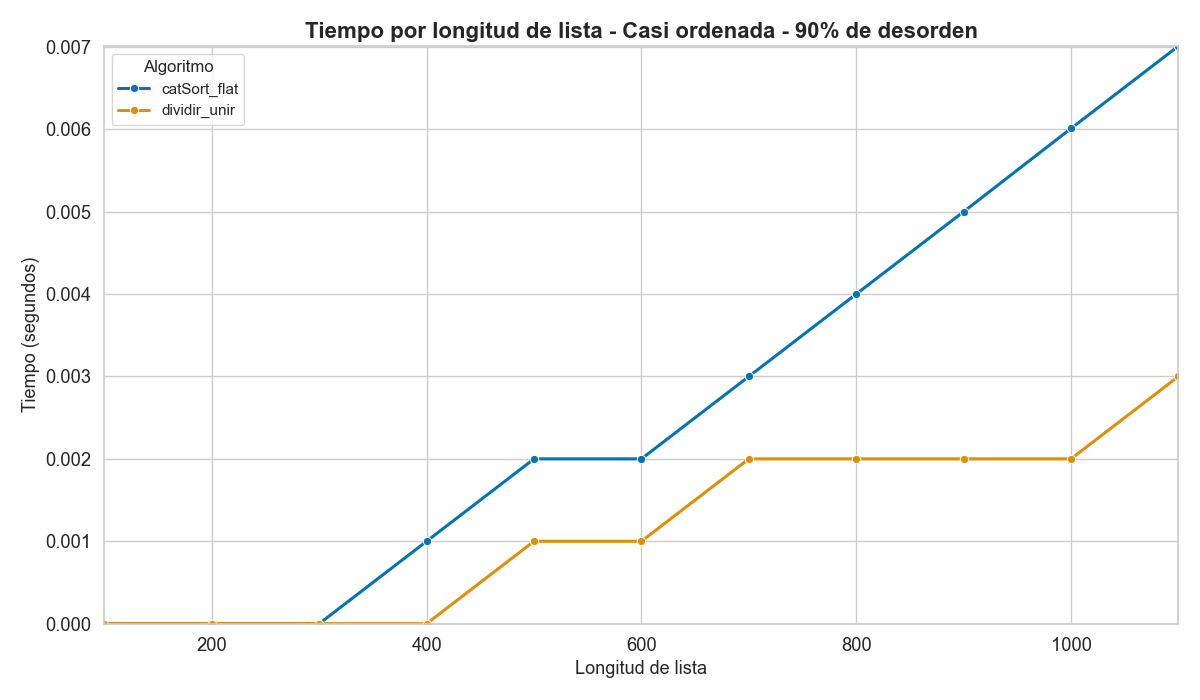 Tiempo por longitud de lista - Casi ordenada - 90% de desorden
Algoritmo
catSort_flat
dividir_unir
Tiempo (segundos)
0.007
0.006
0.005
0.004
0.003
0.002
0.001
0.000
200
400
600
800
1000
Longitud de lista